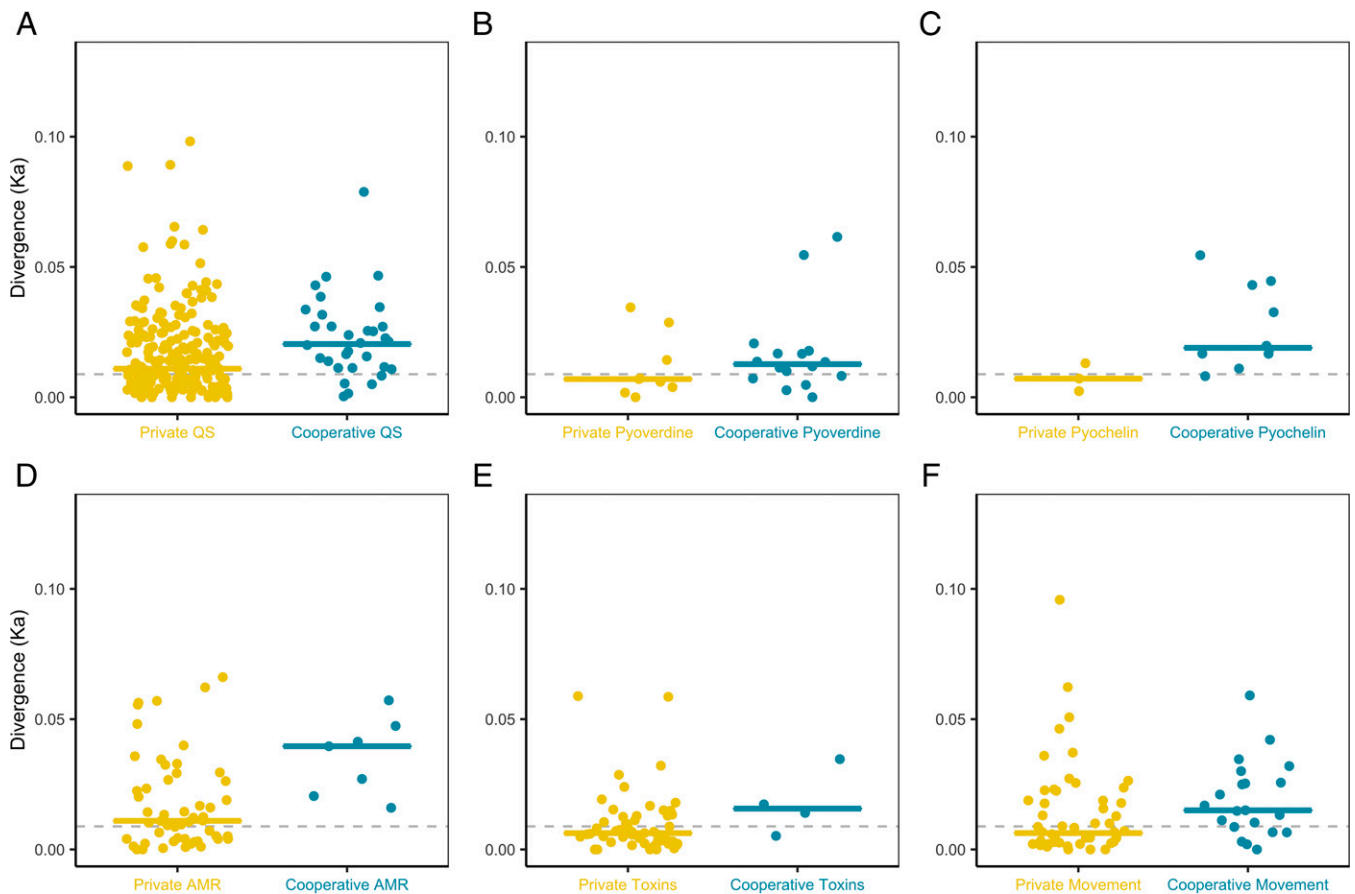 A
B
C
Divergence (Ka)
0.10
0.05
0.00
Private QS
Cooperative QS
0.10
0.05
0.00
Private Pyoverdine
Cooperative Pyoverdine
0.10
0.05
0.00
Private Pyochelin
Cooperative Pyochelin
D
E
F
Divergence (Ka)
0.10
0.05
0.00
Private AMR
Cooperative AMR
0.10
0.05
0.00
Private Toxins
Cooperative Toxins
0.10
0.05
0.00
Private Movement
Cooperative Movement